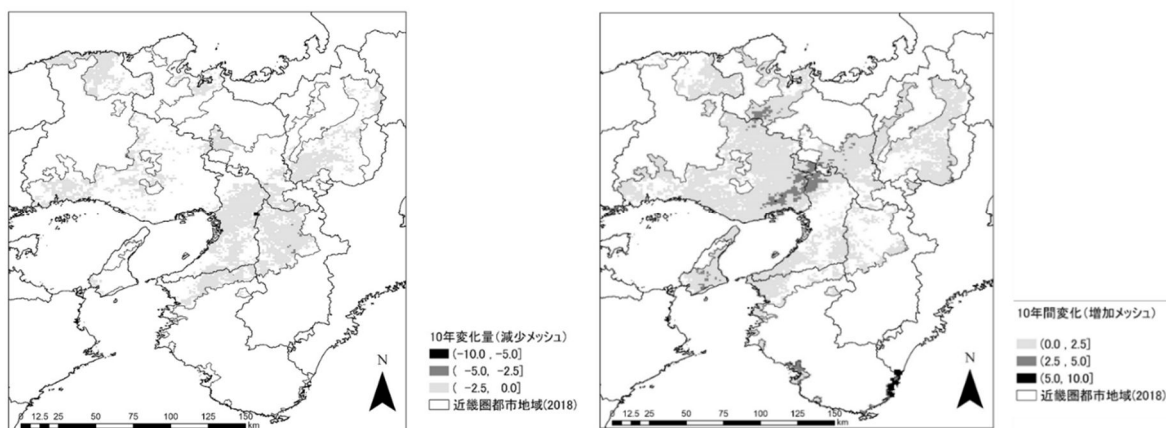 10年変化量(減少メッシュ)
(-10.0 , -5.0]
( -5.0, -2.5]
( -2.5, 0.0]
近畿圏都市地域(2018)
N
0 12.5 25 50 75 100 125 150
km
10年間変化(増加メッシュ)
(0.0 , 2.5]
(2.5 , 5.0]
(5.0, 10.0]
近畿圏都市地域(2018)
N
0 12.5 25 50 75 100 125 150
km